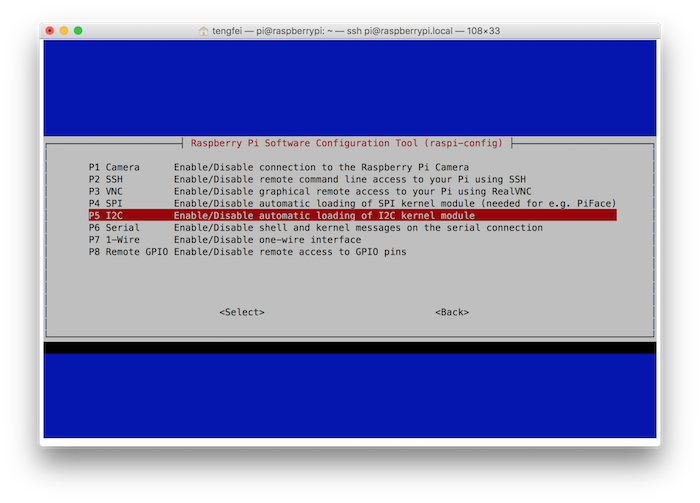 tengfei — pi@raspberrypi: ~ — ssh pi@raspberrypi.local — 108×33
Raspberry Pi Software Configuration Tool (raspi-config)
P1 Camera Enable/Disable connection to the Raspberry Pi Camera
P2 SSH Enable/Disable remote command line access to your Pi using SSH
P3 VNC Enable/Disable graphical remote access to your Pi using RealVNC
P4 SPI Enable/Disable automatic loading of SPI kernel module (needed for e.g. PiFace)
P5 I2C Enable/Disable automatic loading of I2C kernel module
P6 Serial Enable/Disable shell and kernel messages on the serial connection
P7 1-Wire Enable/Disable one-wire interface
P8 Remote GPIO Enable/Disable remote access to GPIO pins
<Select> <Back>